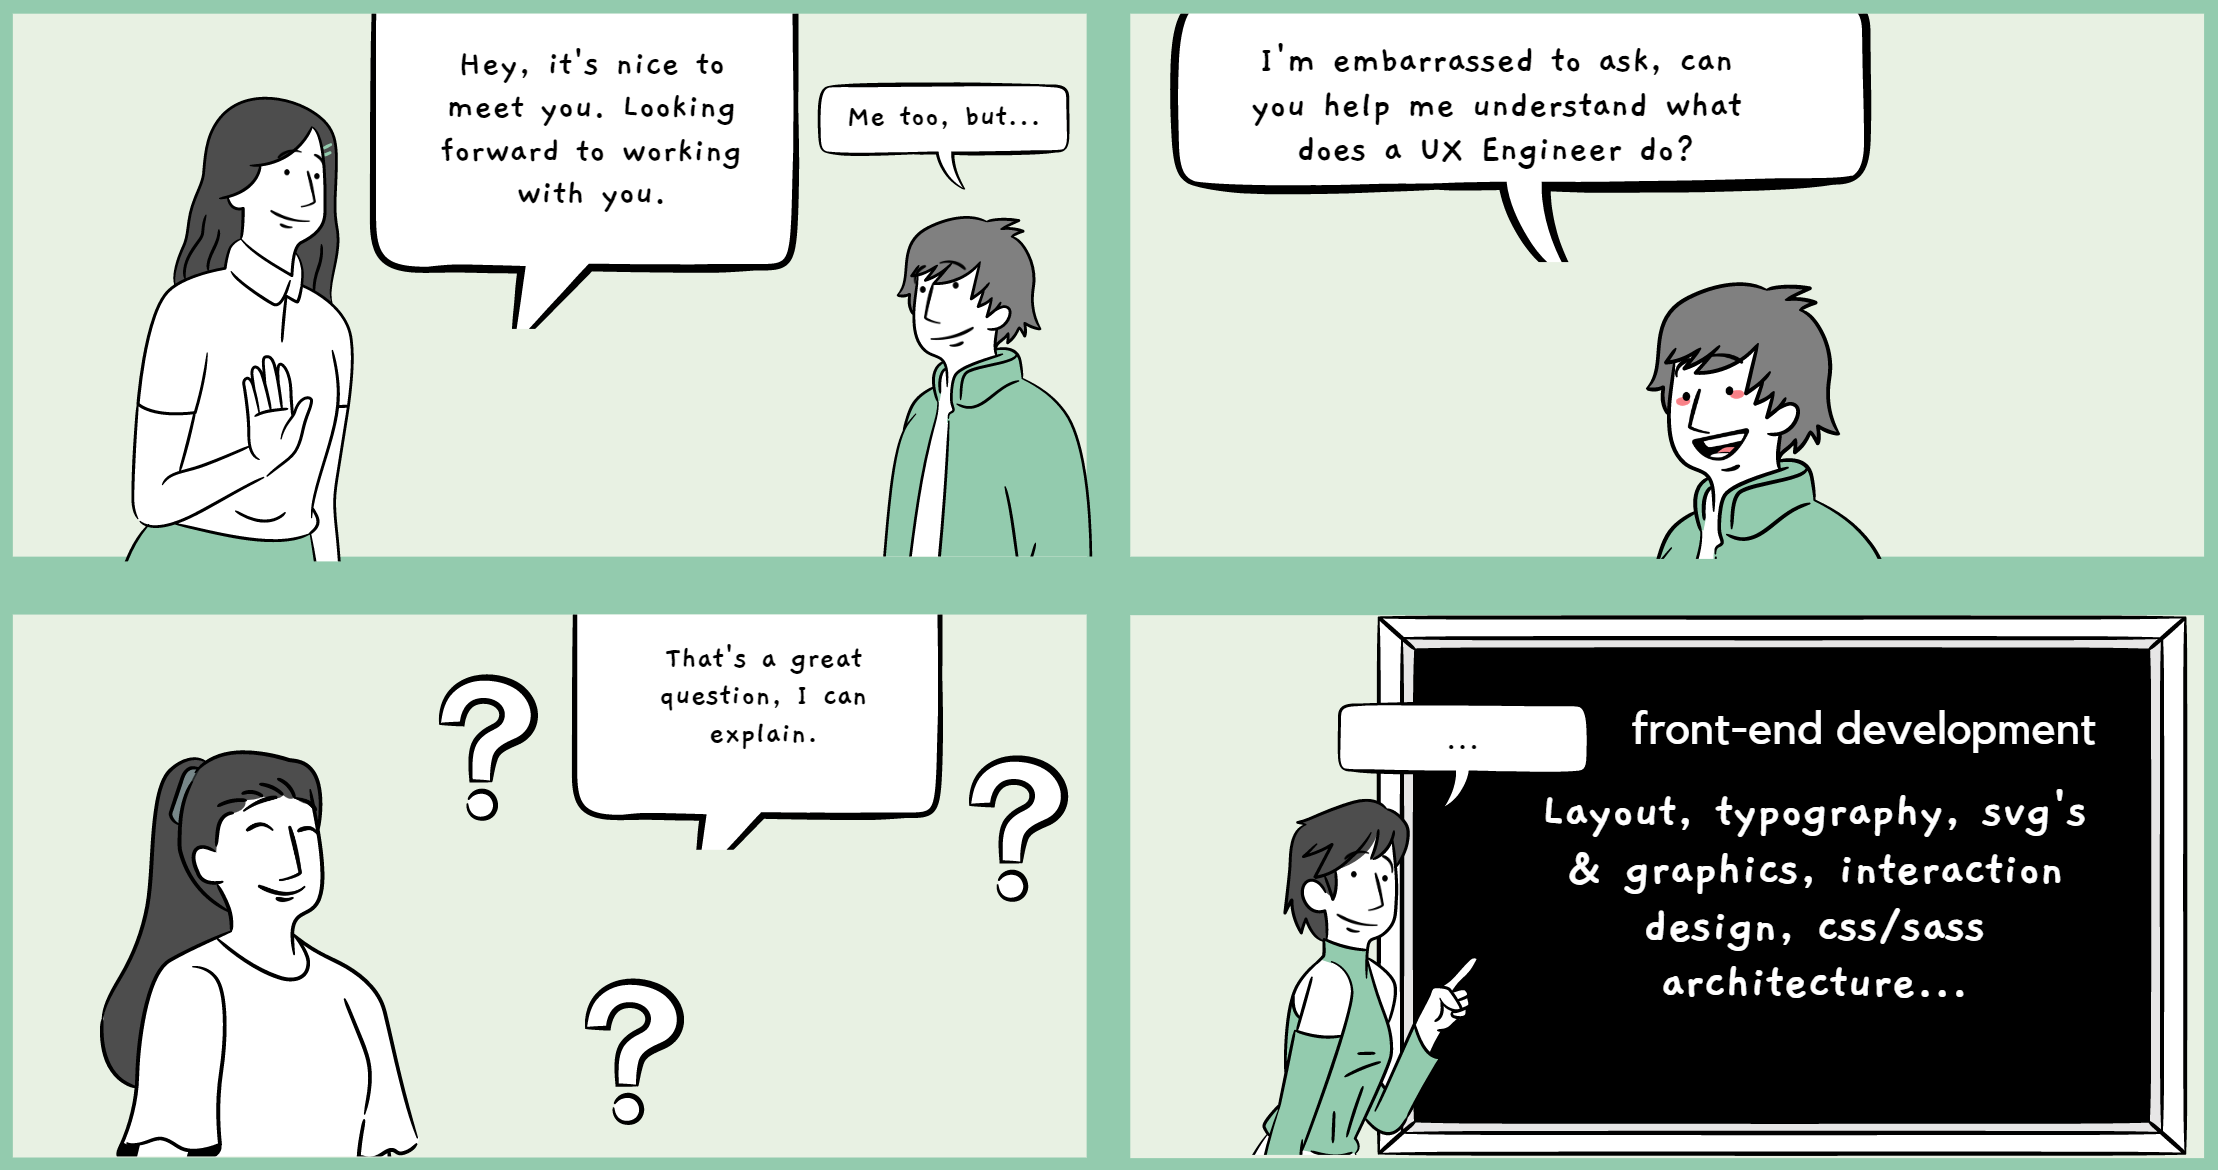 Hey, it's nice to
meet you. Looking
forward to working
with you.
Me too, but...
I'm embarrassed to ask, can
you help me understand what
does a UX Engineer do?
?
That's a great
question, I can
explain.
?
?
...
front-end development
Layout, typography, svg's
& graphics, interaction
design, css/sass
architecture...